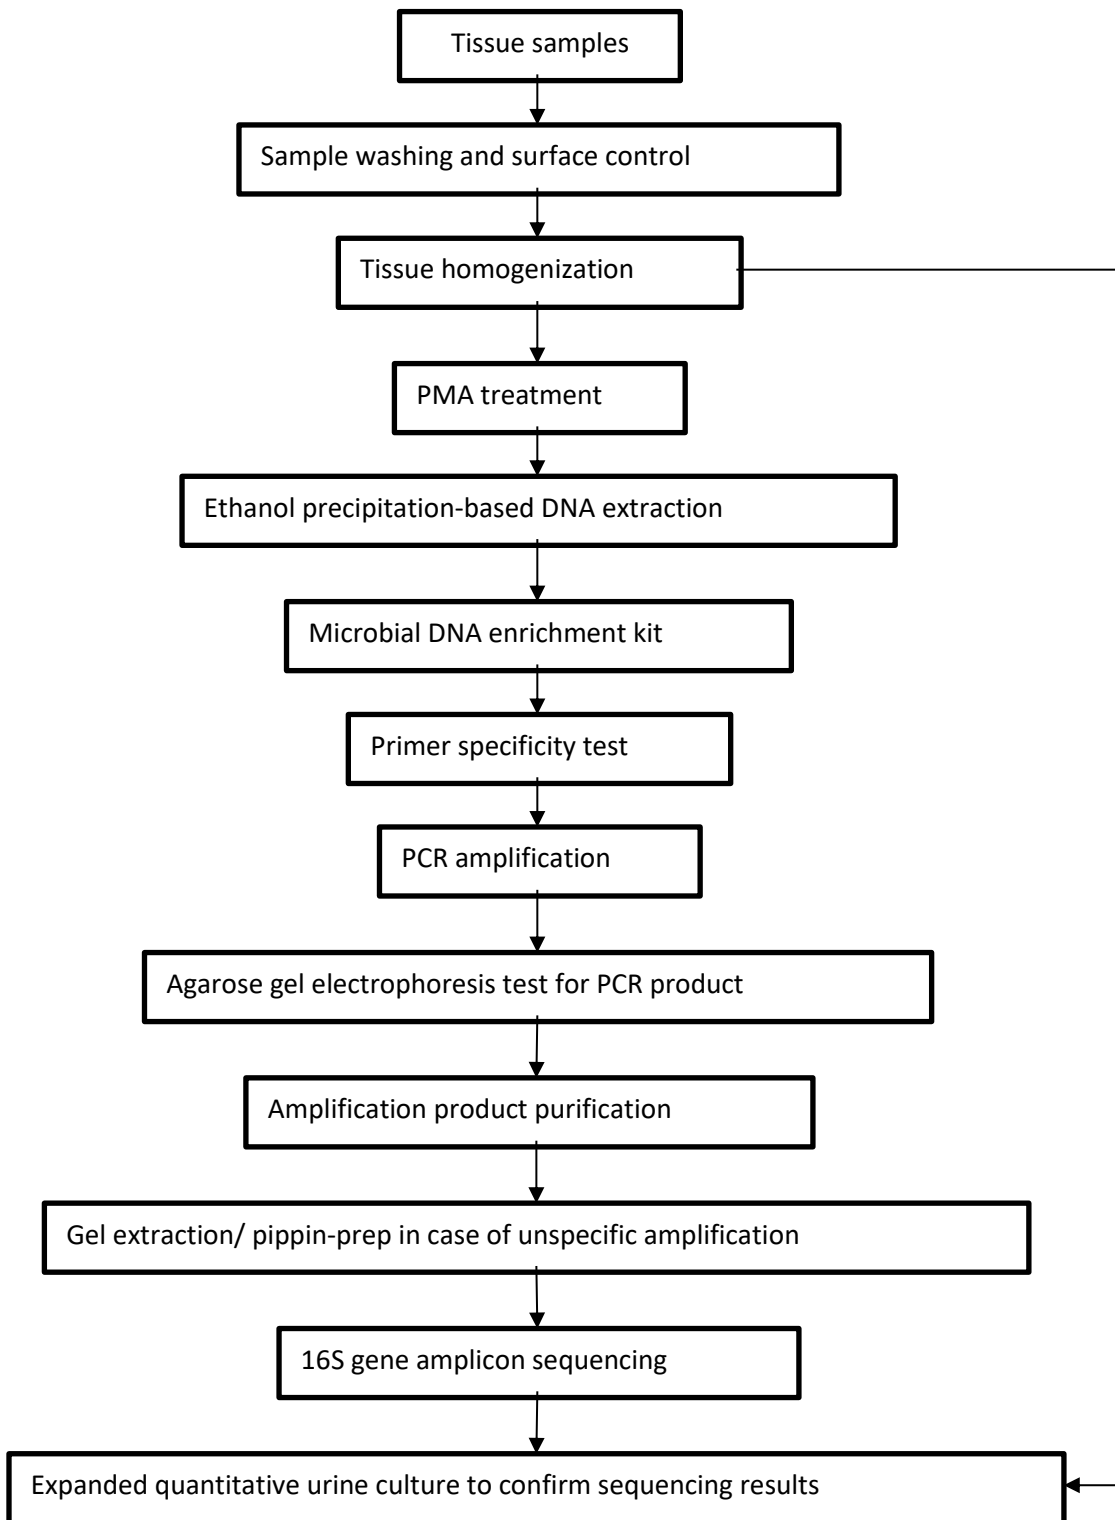 Tissue samples
Sample washing and surface control
Tissue homogenization
PMA treatment
Ethanol precipitation-based DNA extraction
Microbial DNA enrichment kit
Primer specificity test
PCR amplification
Agarose gel electrophoresis test for PCR product
Amplification product purification
Gel extraction/ pippin-prep in case of unspecific amplification
16S gene amplicon sequencing
Expanded quantitative urine culture to confirm sequencing results